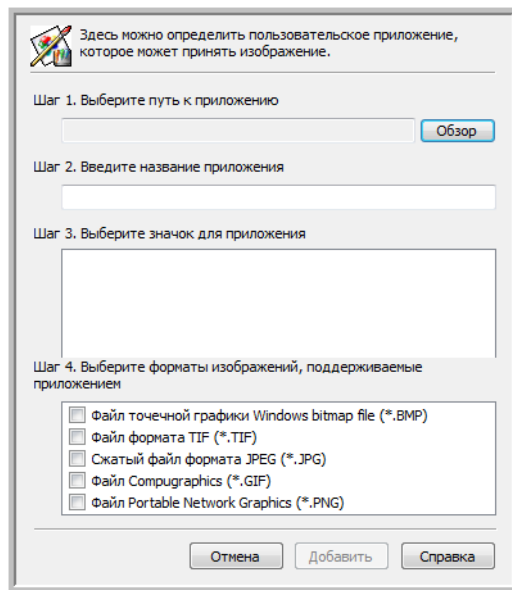 Здесь можно определить пользовательское приложение,
которое может принять изображение.
Шаг 1. Выберите путь к приложению
Обзор
Шаг 2. Введите название приложения
Шаг 3. Выберите значок для приложения
Шаг 4. Выберите форматы изображений, поддерживаемые
приложением
Файл точечной графики Windows bitmap file (*.BMP)
Файл формата TIF (*.TIF)
Сжатый файл формата JPEG (*.JPG)
Файл Compugraphics (*.GIF)
Файл Portable Network Graphics (*.PNG)
Отмена
Добавить
Справка